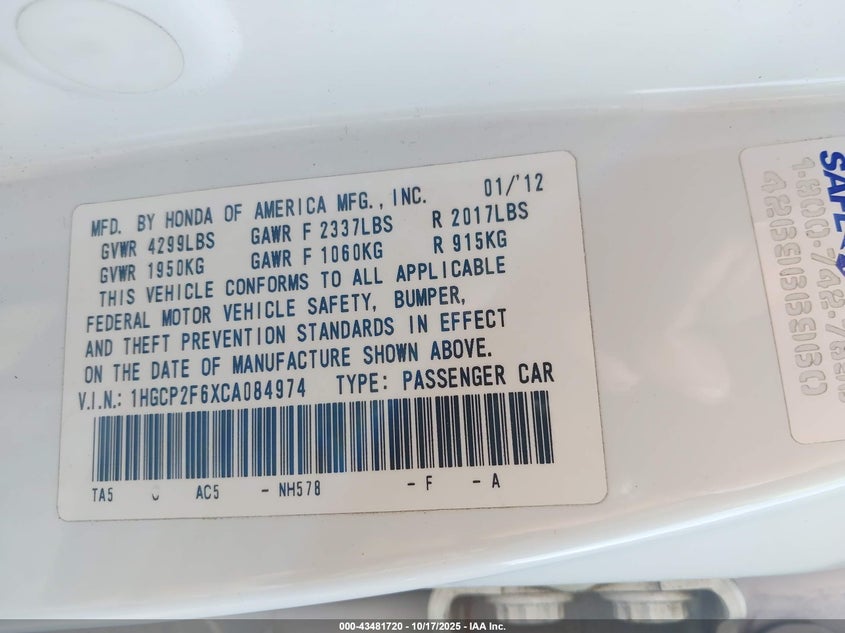 MFD. BY HONDA OF AMERICA MFG., INC. 01/'12
GVWR 4299LBS GAWR F 2337LBS R 2017LBS
GVWR 1950KG GAWR F 1060KG R 915KG
THIS VEHICLE CONFORMS TO ALL APPLICABLE
FEDERAL MOTOR VEHICLE SAFETY, BUMPER,
AND THEFT PREVENTION STANDARDS IN EFFECT
ON THE DATE OF MANUFACTURE SHOWN ABOVE.
V.I.N.: 1HGCP2F6XCA084974 TYPE: PASSENGER CAR
TA5 AC5 - NH578 - F - A
000-43481720 - 10/17/2025 - IAA Inc.